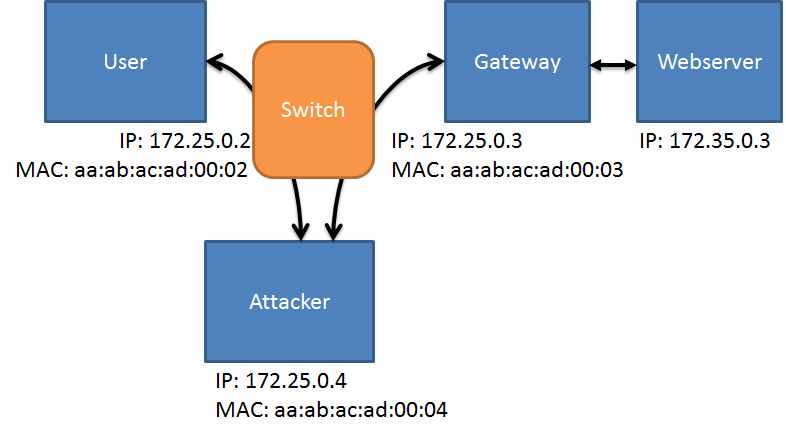 User
Switch
Gateway
Webserver
IP: 172.25.0.2
MAC: aa:ab:ac:ad:00:02
IP: 172.25.0.3
MAC: aa:ab:ac:ad:00:03
IP: 172.35.0.3
Attacker
IP: 172.25.0.4
MAC: aa:ab:ac:ad:00:04